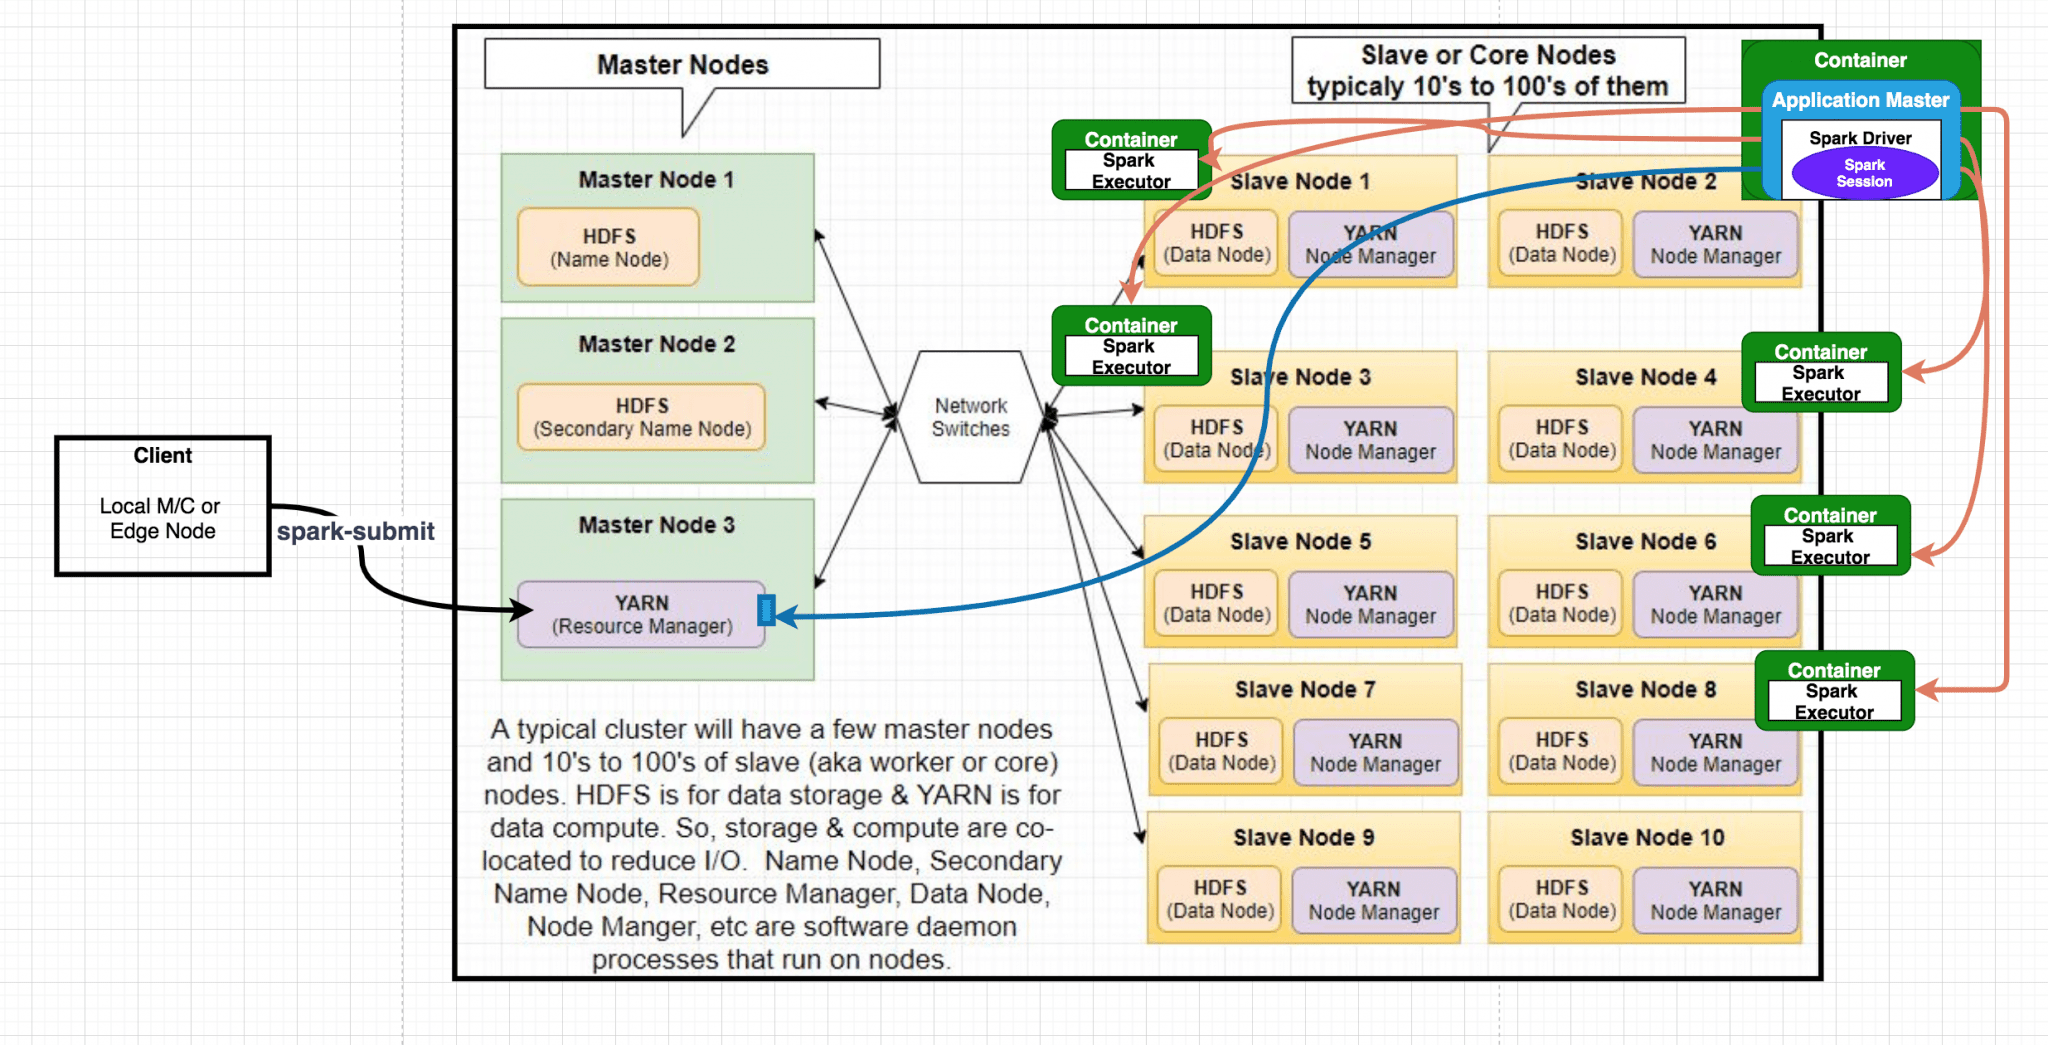 Master Nodes
Slave or Core Nodes
typicaly 10's to 100's of them
Container
Application Master
Spark Driver
Spark
Session
Container
Spark
Executor
Master Node 1
HDFS
(Name Node)
Slave Node 1
HDFS
(Data Node)
YARN
Node Manager
Slave Node 2
HDFS
(Data Node)
YARN
Node Manager
Master Node 2
HDFS
(Secondary Name Node)
Network
Switches
Container
Spark
Executor
Slave Node 3
HDFS
(Data Node)
YARN
Node Manager
Slave Node 4
HDFS
(Data Node)
YARN
Node Manager
Container
Spark
Executor
Client
Local M/C or
Edge Node
spark-submit
Master Node 3
YARN
(Resource Manager)
Slave Node 5
HDFS
(Data Node)
YARN
Node Manager
Slave Node 6
HDFS
(Data Node)
YARN
Node Manager
Container
Spark
Executor
Slave Node 7
HDFS
(Data Node)
YARN
Node Manager
Slave Node 8
HDFS
(Data Node)
YARN
Node Manager
Container
Spark
Executor
Slave Node 9
HDFS
(Data Node)
YARN
Node Manager
Slave Node 10
HDFS
(Data Node)
YARN
Node Manager
A typical cluster will have a few master nodes
and 10's to 100's of slave (aka worker or core)
nodes. HDFS is for data storage & YARN is for
data compute. So, storage & compute are co-
located to reduce I/O.  Name Node, Secondary
Name Node, Resource Manager, Data Node,
Node Manger, etc are software daemon
processes that run on nodes.